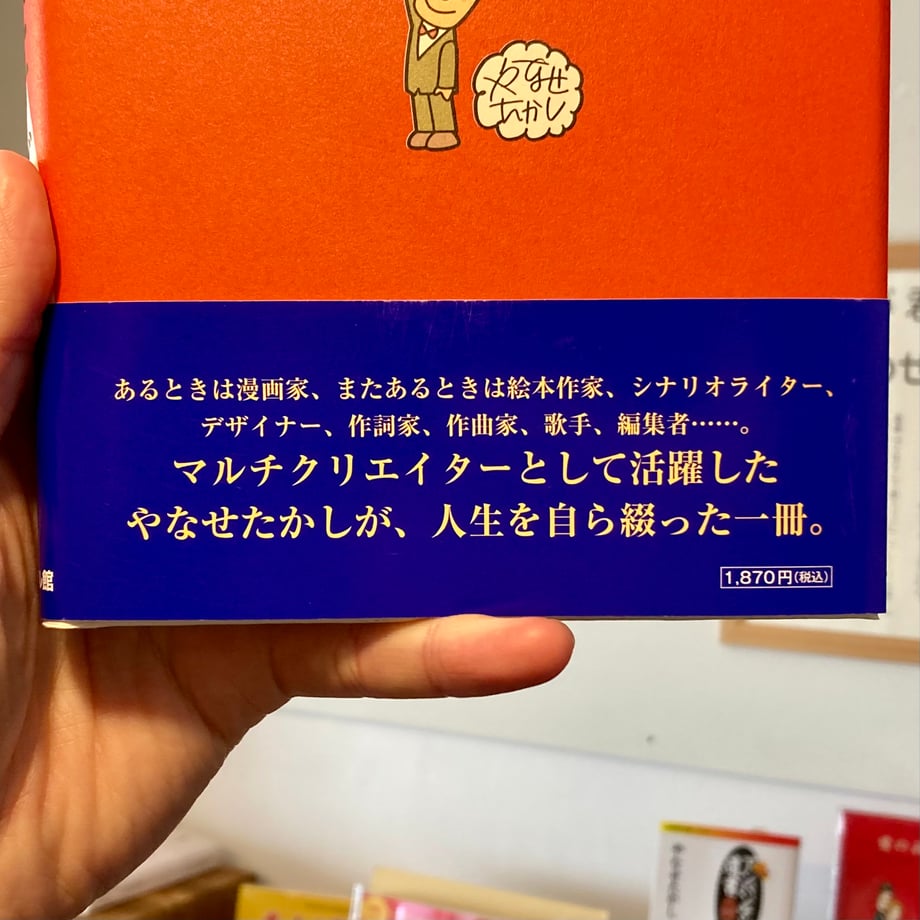 やなせ
たかし
あるときは漫画家、またあるときは絵本作家、シナリオライター、
デザイナー、作詞家、作曲家、歌手、編集者……。
マルチクリエイターとして活躍した
やなせたかしが、人生を自ら綴った一冊。
1,870円(税込)
館